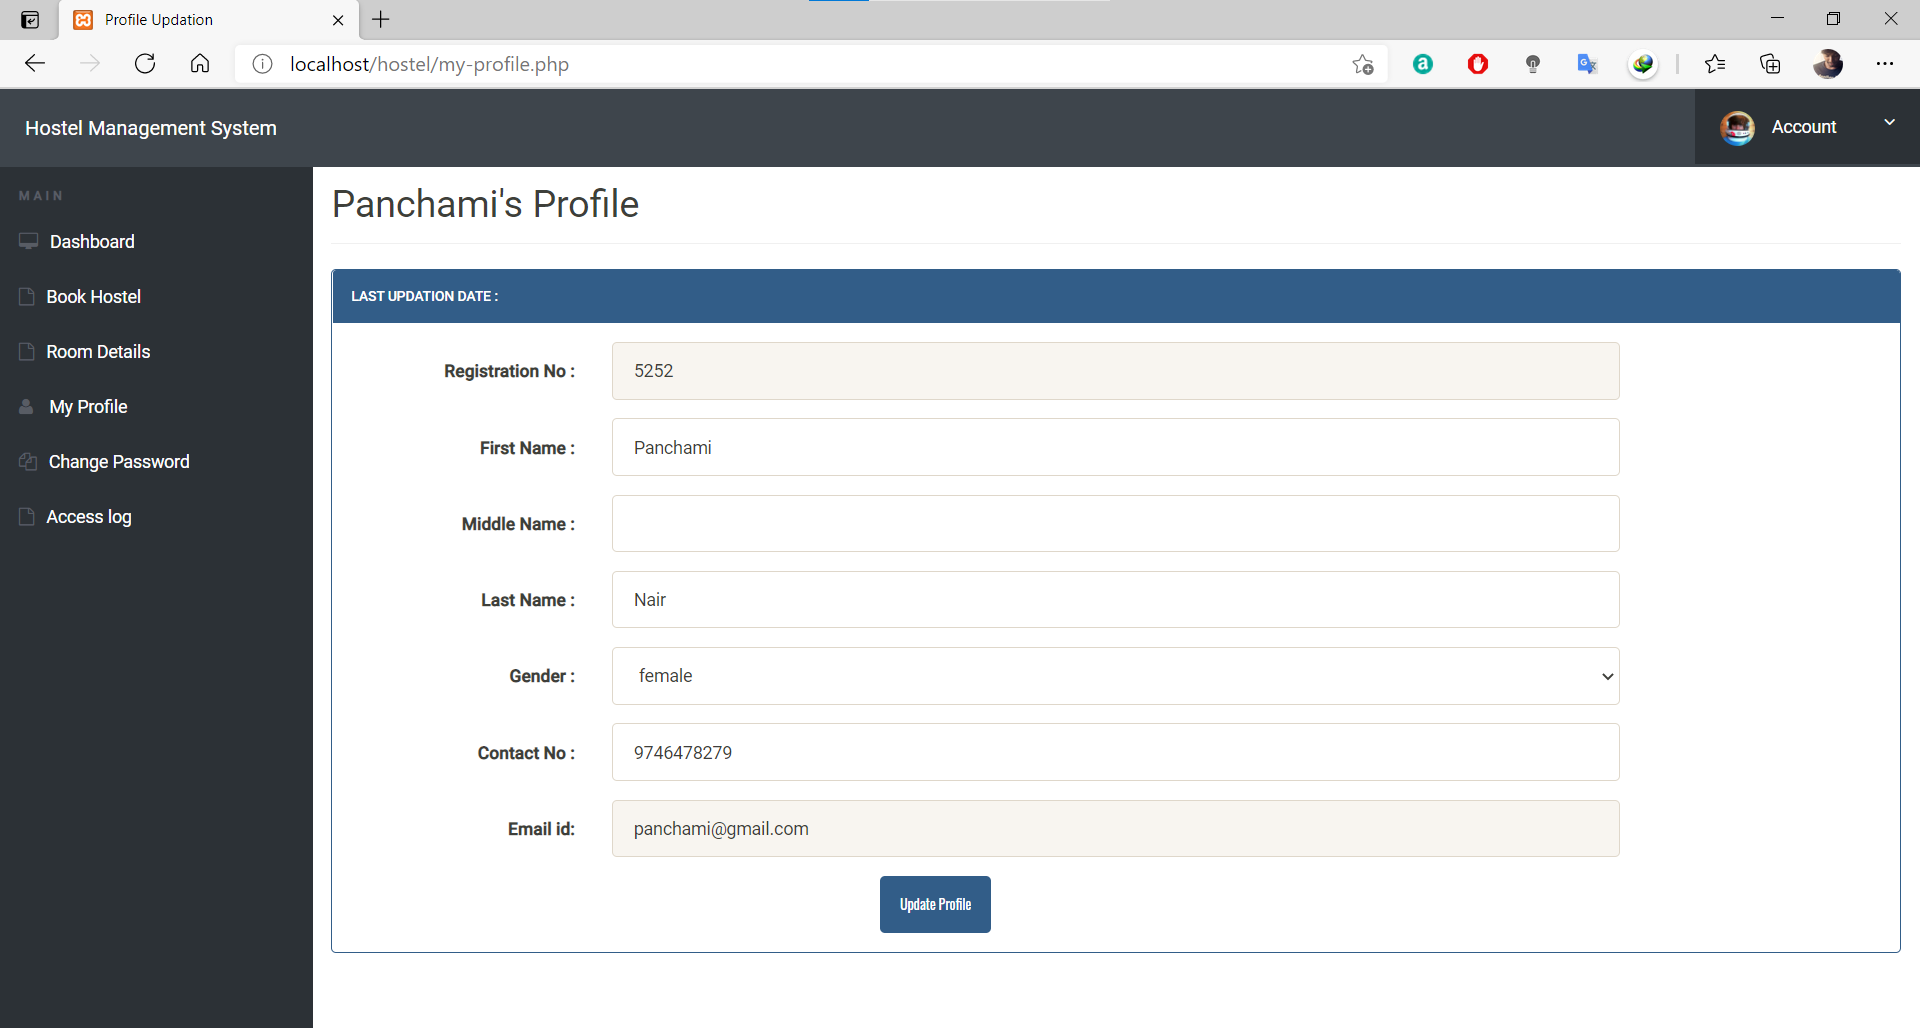 Profile Updation
localhost/hostel/my-profile.php
Hostel Management System
Account
MAIN
Dashboard
Book Hostel
Room Details
My Profile
Change Password
Access log
Panchami's Profile
LAST UPDATION DATE :
Registration No : 5252
First Name : Panchami
Middle Name :
Last Name : Nair
Gender : female
Contact No : 9746478279
Email id: panchami@gmail.com
Update Profile